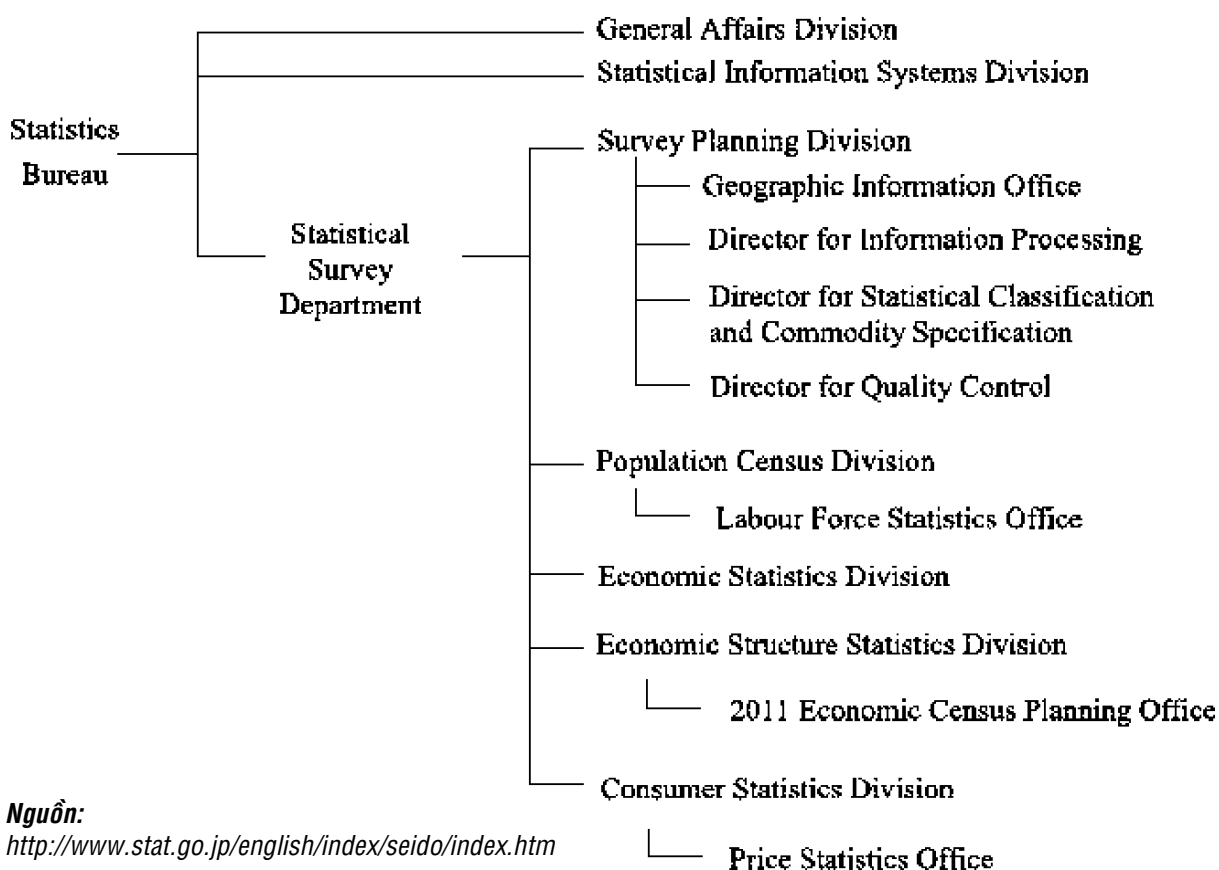 General Affairs Division
Statistical Information Systems Division
Statistics
Bureau
Statistical
Survey
Department
Survey Planning Division
Geographic Information Office
Director for Information Processing
Director for Statistical Classification
and Commodity Specification
Director for Quality Control
Population Census Division
Labour Force Statistics Office
Economic Statistics Division
Economic Structure Statistics Division
2011 Economic Census Planning Office
Consumer Statistics Division
Price Statistics Office
Nguồn:
http://www.stat.go.jp/english/index/seido/index.htm